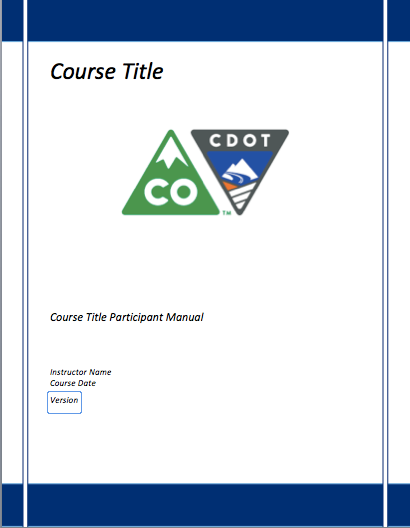 Course Title
CDOT
CO
TM
Course Title Participant Manual
Instructor Name
Course Date
Version